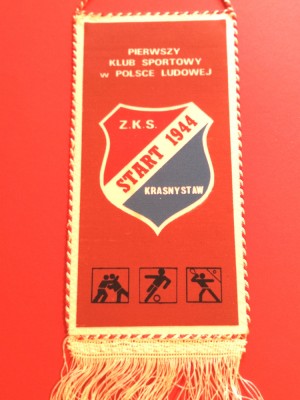 PIERWSZY
KLUB SPORTOWY
w POLSCE LUDOWEJ
Z.K.S.
START 1944
KRASNYSTAW